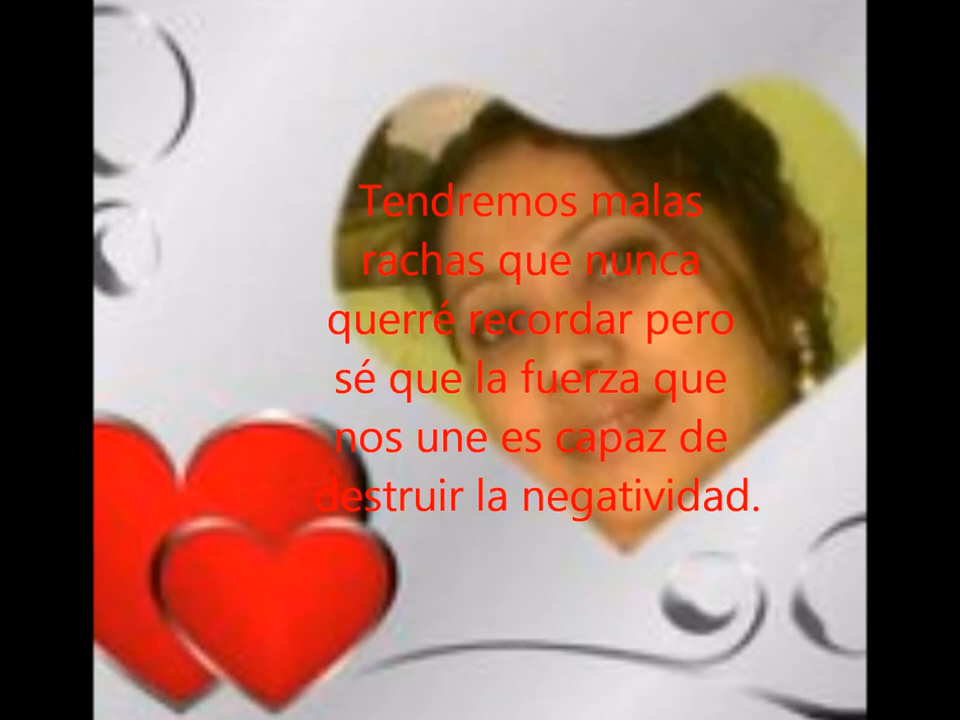 Tendremos malas
rachas que nunca
querré recordar pero
sé que la fuerza que
nos une es capaz de
destruir la negatividad.